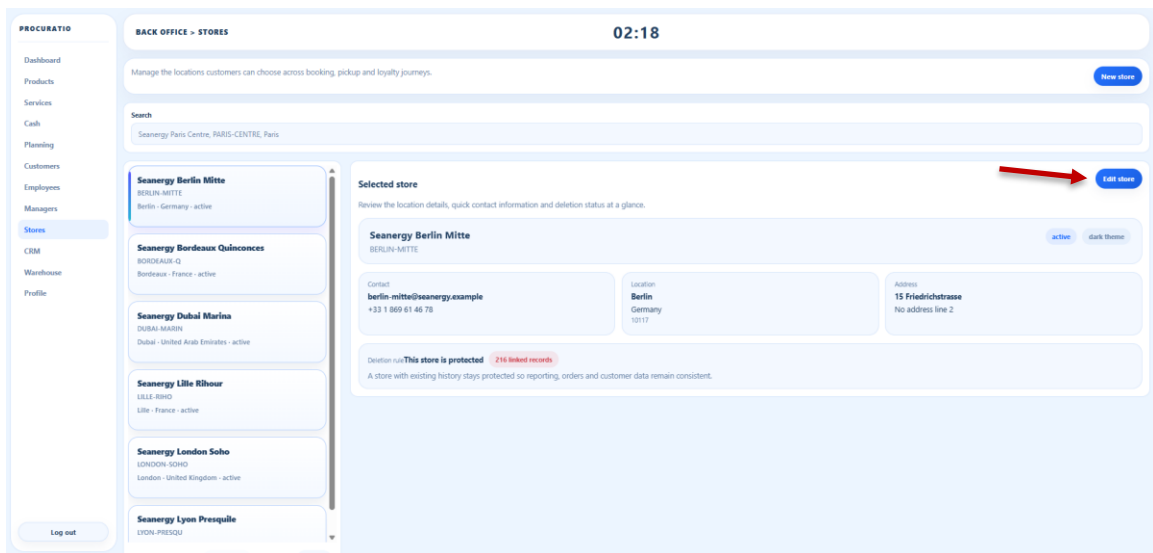 PROCURATIO
Dashboard
Products
Services
Cash
Planning
Customers
Employees
Managers
Stores
CRM
Warehouse
Profile
Log out
BACK OFFICE > STORES
02:18
Manage the locations customers can choose across booking, pickup and loyalty journeys.
New store
Search
Seanergy Paris Centre, PARIS-CENTRE, Paris
Seanergy Berlin Mitte
BERLIN-MITTE
Berlin - Germany - active
Seanergy Bordeaux Quinconces
BORDEAUX-Q
Bordeaux - France - active
Seanergy Dubai Marina
DUBAI-MARIN
Dubai - United Arab Emirates - active
Seanergy Lille Rihour
LILLE-RIHO
Lille - France - active
Seanergy London Soho
LONDON-SOHO
London - United Kingdom - active
Seanergy Lyon Presquile
LYON-PRESQU
Selected store
Edit store
Review the location details, quick contact information and deletion status at a glance.
Seanergy Berlin Mitte
BERLIN-MITTE
active
dark theme
Contact
berlin-mitte@seanergy.example
+33 1 869 61 46 78
Location
Berlin
Germany
10117
Address
15 Friedrichstrasse
No address line 2
Deletion rule This store is protected 216 linked records
A store with existing history stays protected so reporting, orders and customer data remain consistent.